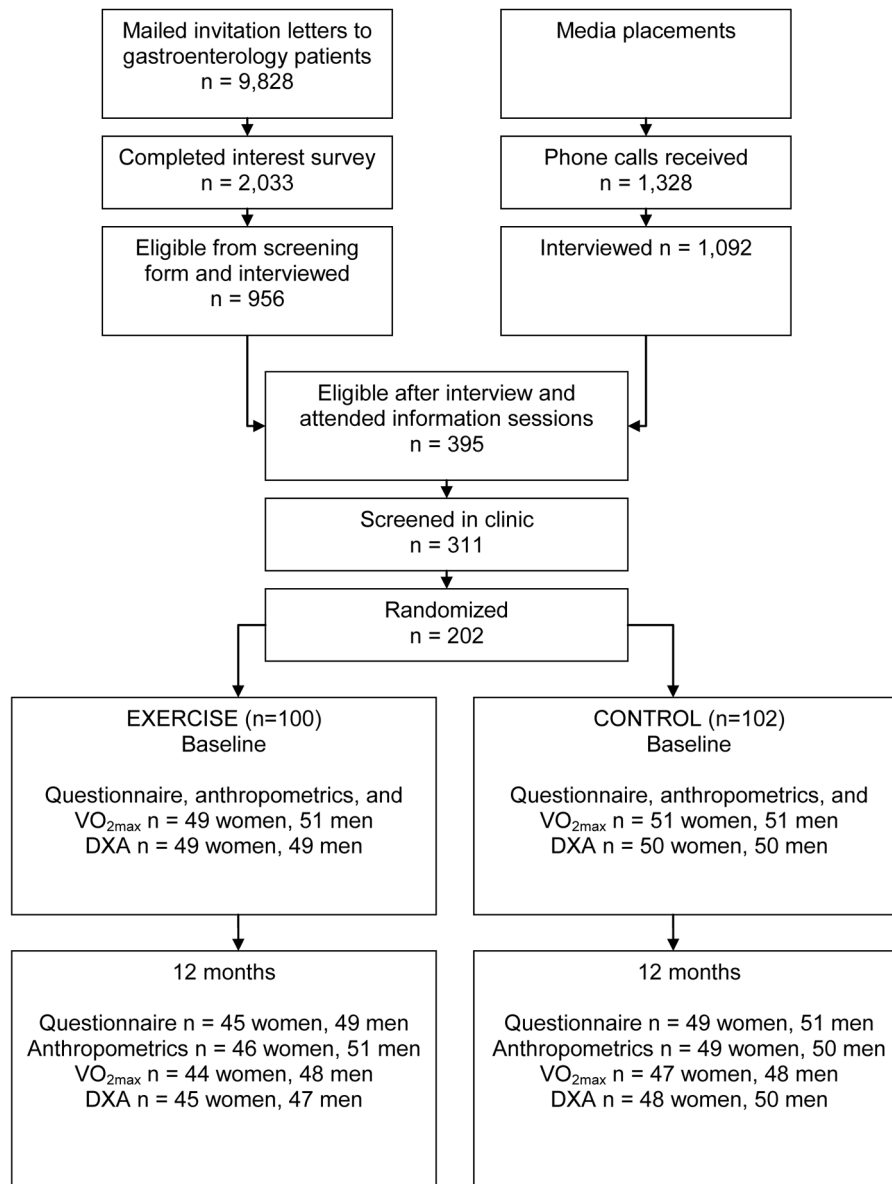 Mailed invitation letters to
gastroenterology patients
n = 9,828
Media placements
Completed interest survey
n = 2,033
Phone calls received
n = 1,328
Eligible from screening
form and interviewed
n = 956
Interviewed n = 1,092
Eligible after interview and
attended information sessions
n = 395
Screened in clinic
n = 311
Randomized
n = 202
EXERCISE (n=100)
Baseline
Questionnaire, anthropometrics, and
VO₂max n = 49 women, 51 men
DXA n = 49 women, 49 men
CONTROL (n=102)
Baseline
Questionnaire, anthropometrics, and
VO₂max n = 51 women, 51 men
DXA n = 50 women, 50 men
12 months
Questionnaire n = 45 women, 49 men
Anthropometrics n = 46 women, 51 men
VO₂max n = 44 women, 48 men
DXA n = 45 women, 47 men
12 months
Questionnaire n = 49 women, 51 men
Anthropometrics n = 49 women, 50 men
VO₂max n = 47 women, 48 men
DXA n = 48 women, 50 men